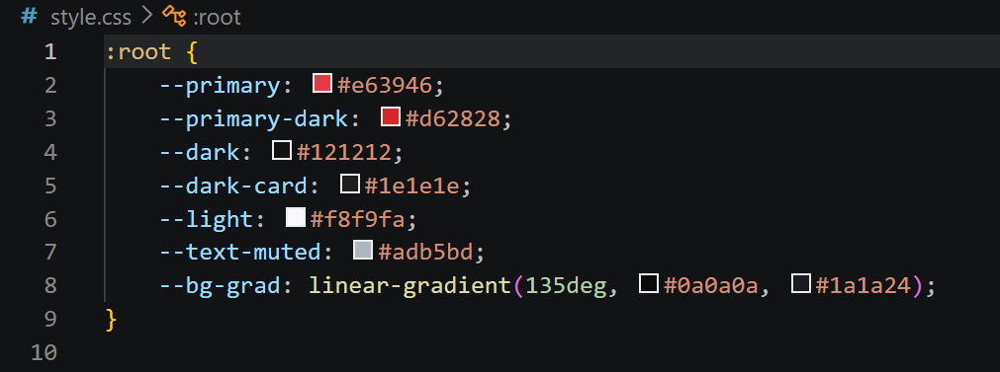 # style.css > :root
1 :root {
2 --primary: #e63946;
3 --primary-dark: #d62828;
4 --dark: #121212;
5 --dark-card: #1e1e1e;
6 --light: #f8f9fa;
7 --text-muted: #adb5bd;
8 --bg-grad: linear-gradient(135deg, #0a0a0a, #1a1a24);
9 }
10